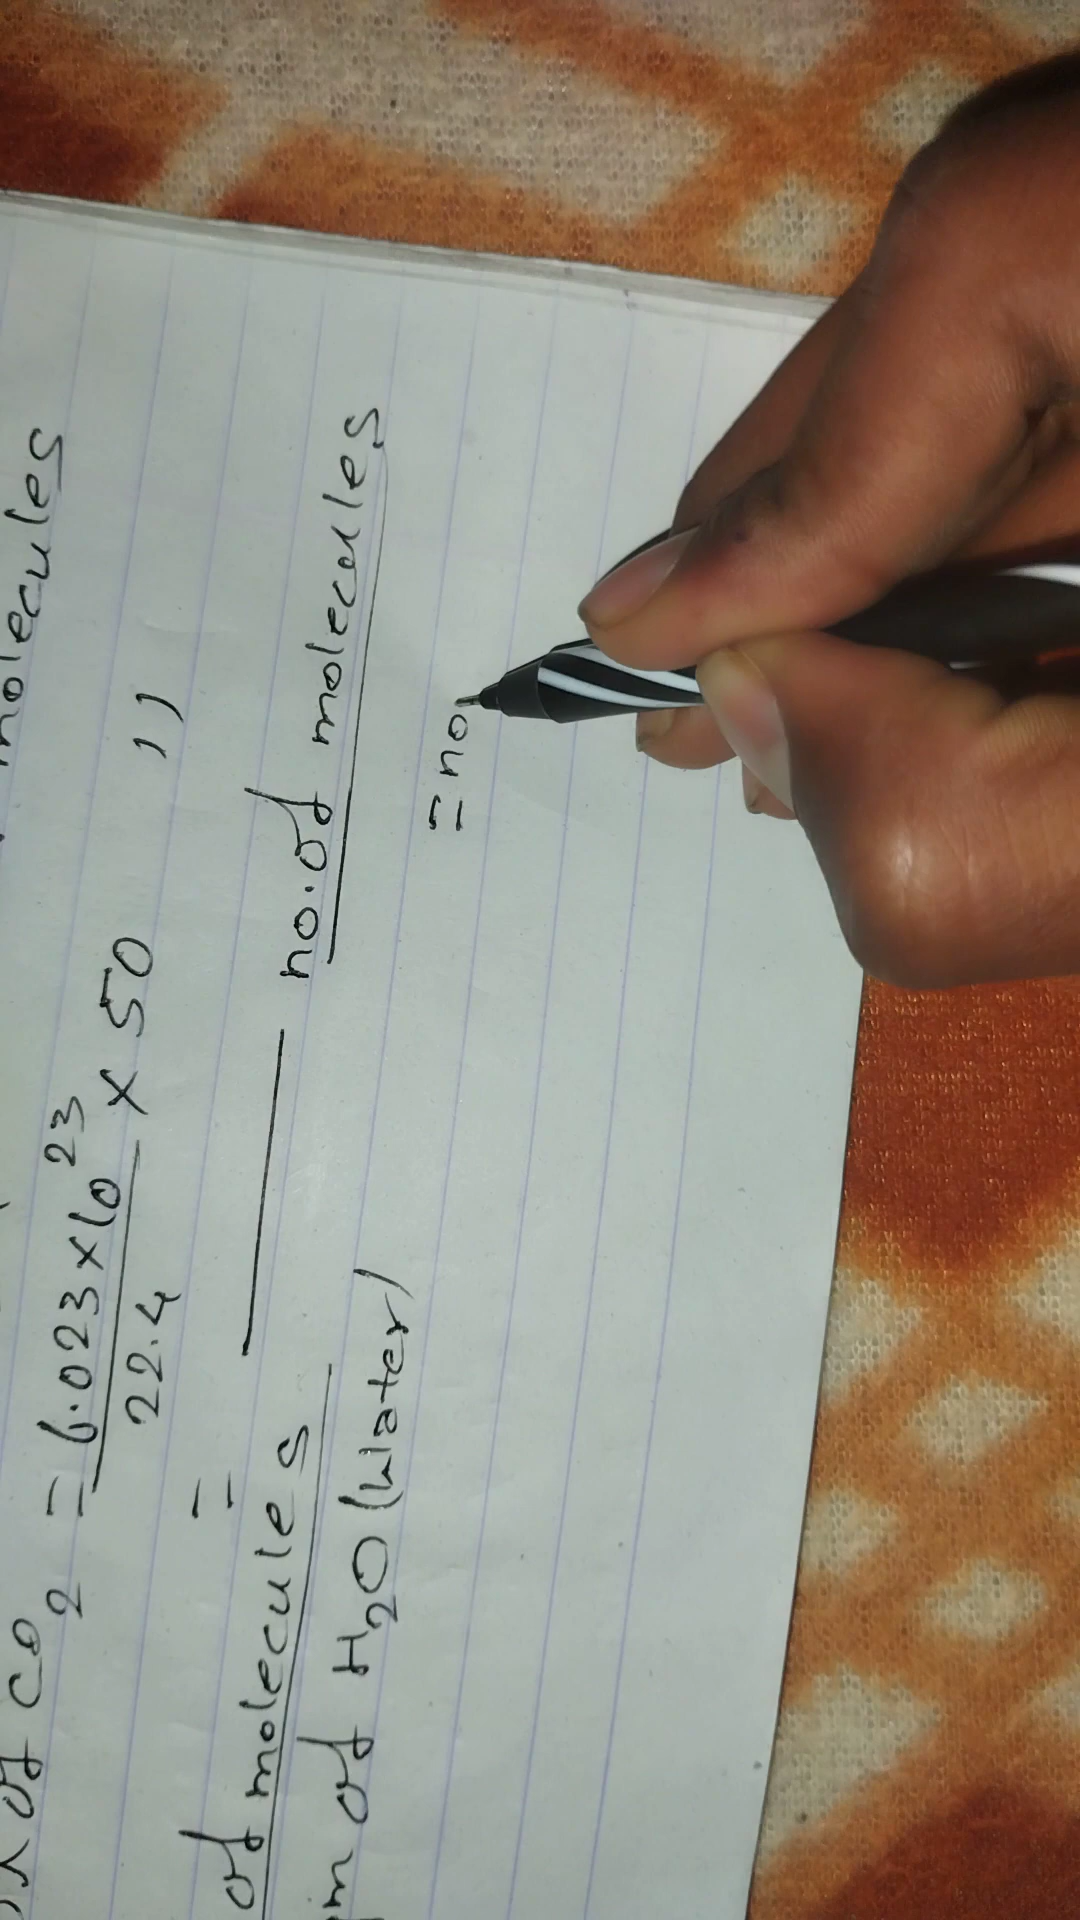 molecules
of CO2 = 6.023×10^23 × 50 ''
22.4
=
of molecules — no. of molecules
of H2O (Water)
= no